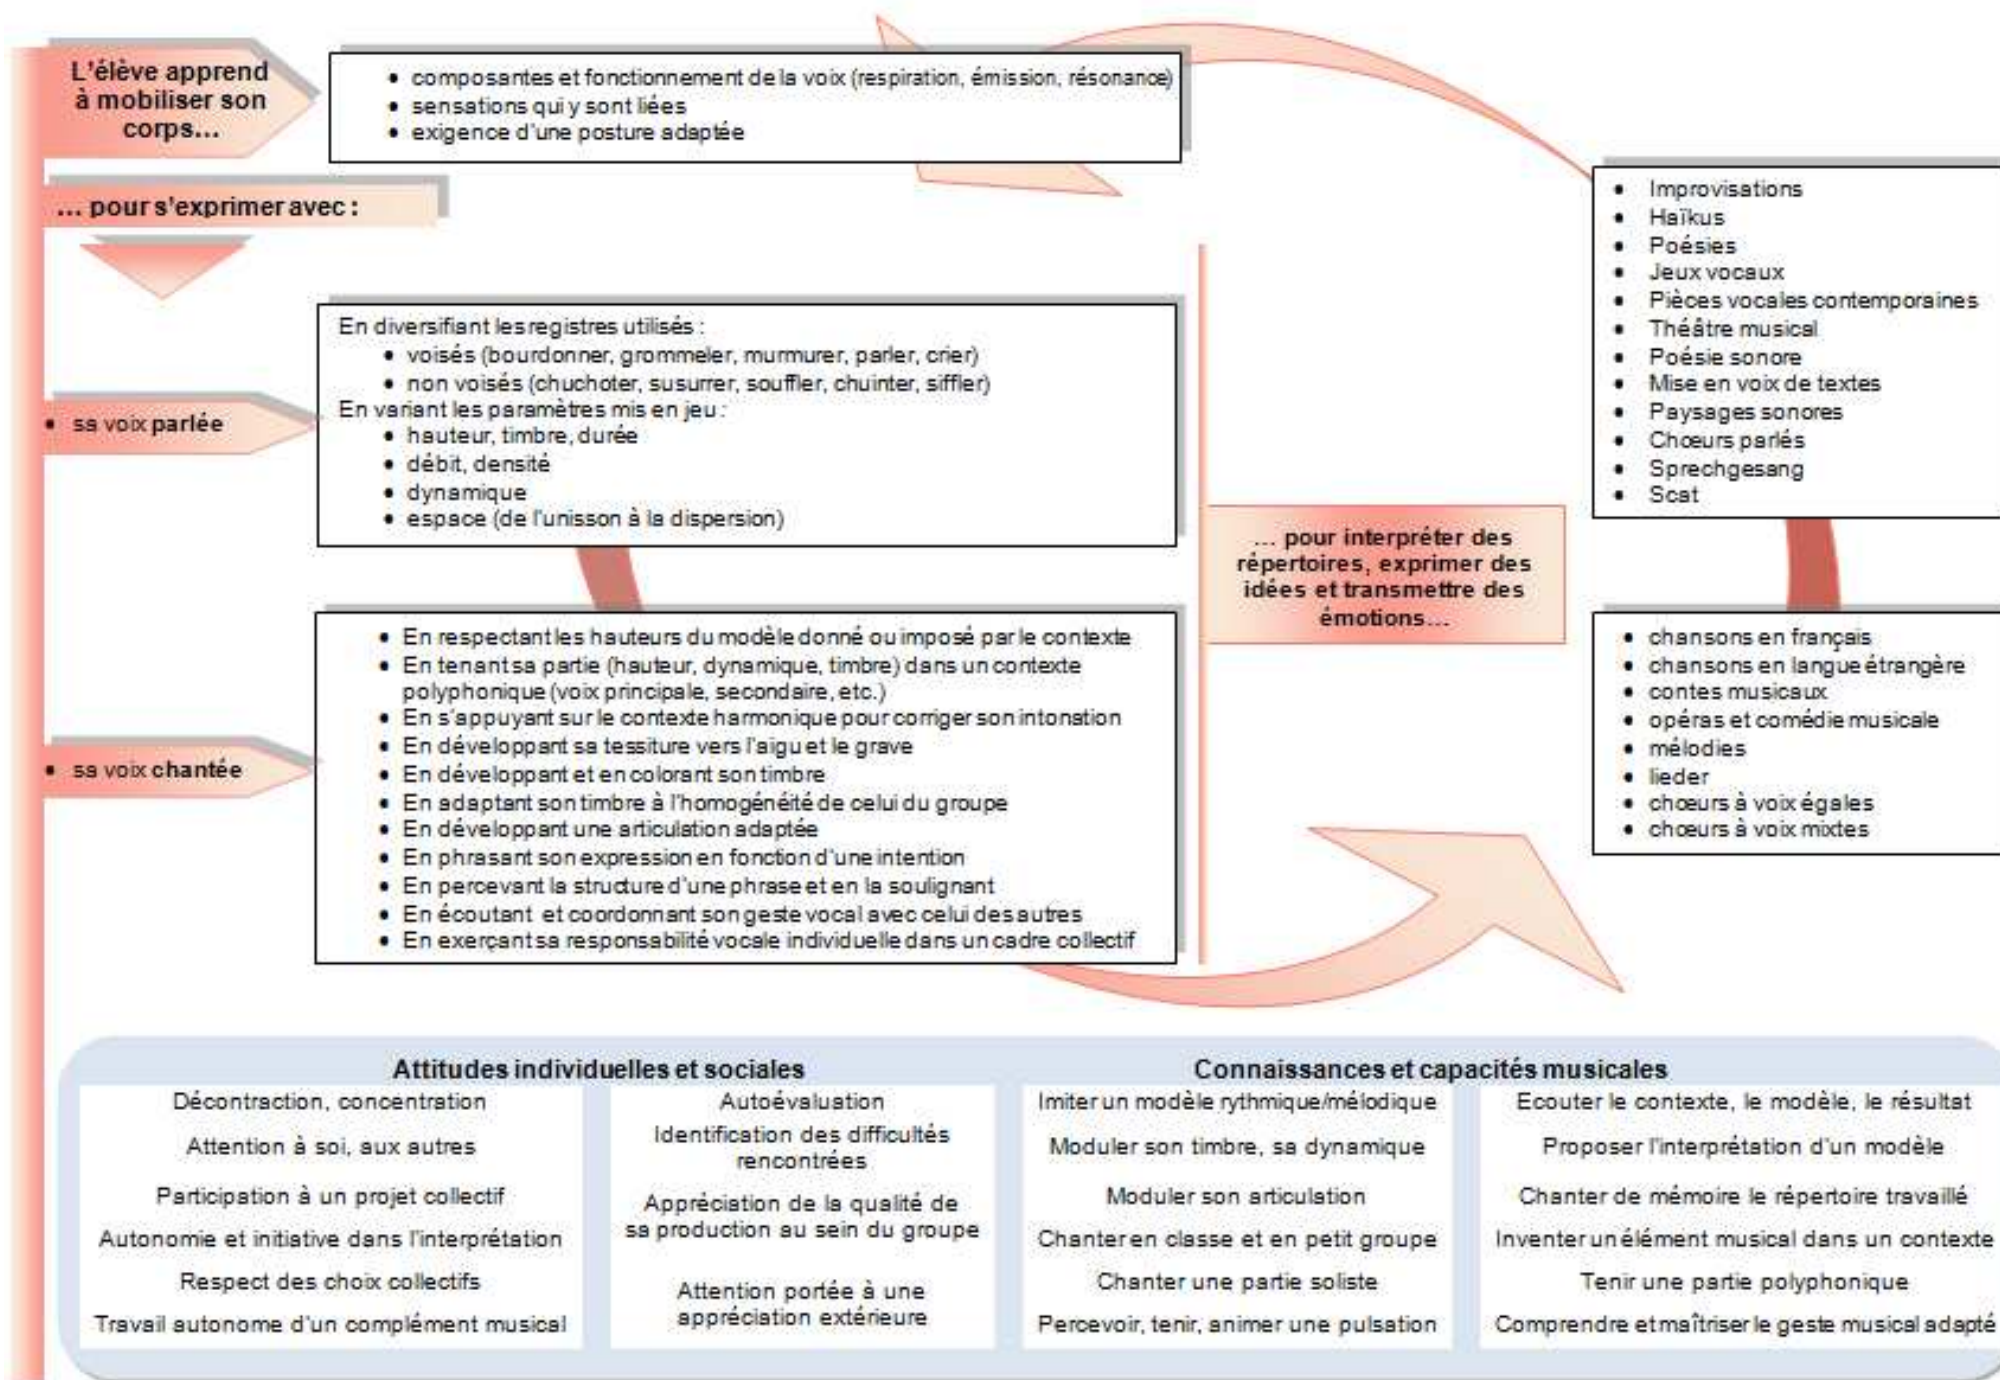 L'élève apprend
à mobiliser son
corps…
• composantes et fonctionnement de la voix (respiration, émission, résonance)
• sensations qui y sont liées
• exigence d'une posture adaptée
… pour s'exprimer avec :
• sa voix parlée
En diversifiant les registres utilisés :
• voisés (bourdonner, grommeler, murmurer, parler, crier)
• non voisés (chuchoter, susurrer, souffler, chuinter, siffler)
En variant les paramètres mis en jeu :
• hauteur, timbre, durée
• débit, densité
• dynamique
• espace (de l'unisson à la dispersion)
• sa voix chantée
• En respectant les hauteurs du modèle donné ou imposé par le contexte
• En tenant sa partie (hauteur, dynamique, timbre) dans un contexte
polyphonique (voix principale, secondaire, etc.)
• En s'appuyant sur le contexte harmonique pour corriger son intonation
• En développant sa tessiture vers l'aigu et le grave
• En développant et en colorant son timbre
• En adaptant son timbre à l'homogénéité de celui du groupe
• En développant une articulation adaptée
• En phrasant son expression en fonction d'une intention
• En percevant la structure d'une phrase et en la soulignant
• En écoutant et coordonnant son geste vocal avec celui des autres
• En exerçant sa responsabilité vocale individuelle dans un cadre collectif
… pour interpréter des
répertoires, exprimer des
idées et transmettre des
émotions…
• Improvisations
• Haïkus
• Poésies
• Jeux vocaux
• Pièces vocales contemporaines
• Théâtre musical
• Poésie sonore
• Mise en voix de textes
• Paysages sonores
• Chœurs parlés
• Sprechgesang
• Scat
• chansons en français
• chansons en langue étrangère
• contes musicaux
• opéras et comédie musicale
• mélodies
• lieder
• chœurs à voix égales
• chœurs à voix mixtes
Attitudes individuelles et sociales
Décontraction, concentration
Attention à soi, aux autres
Participation à un projet collectif
Autonomie et initiative dans l'interprétation
Respect des choix collectifs
Travail autonome d'un complément musical
Autoévaluation
Identification des difficultés
rencontrées
Appréciation de la qualité de
sa production au sein du groupe
Attention portée à une
appréciation extérieure
Connaissances et capacités musicales
Imiter un modèle rythmique/mélodique
Moduler son timbre, sa dynamique
Moduler son articulation
Chanter en classe et en petit groupe
Chanter une partie soliste
Percevoir, tenir, animer une pulsation
Ecouter le contexte, le modèle, le résultat
Proposer l'interprétation d'un modèle
Chanter de mémoire le répertoire travaillé
Inventer un élément musical dans un contexte
Tenir une partie polyphonique
Comprendre et maîtriser le geste musical adapté